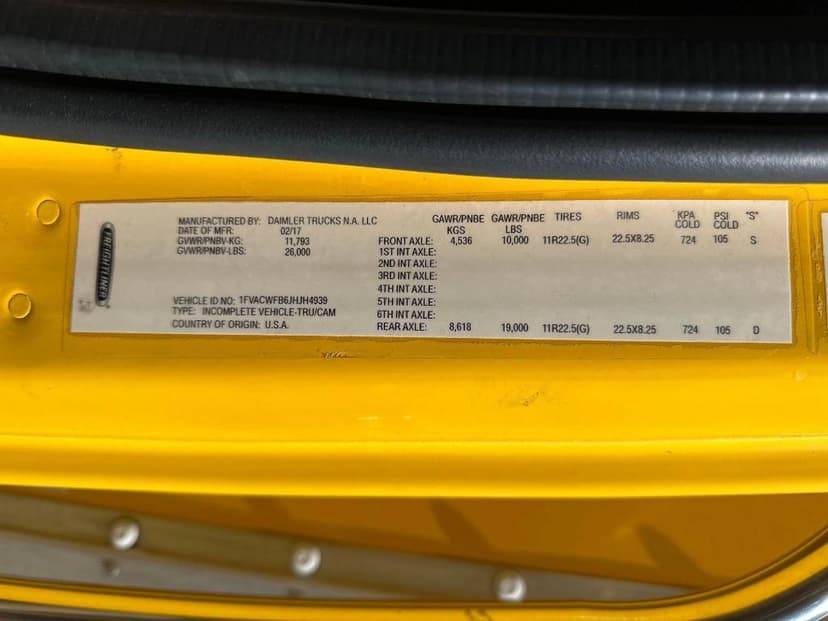 FREIGHTLINER
MANUFACTURED BY: DAIMLER TRUCKS N.A. LLC
DATE OF MFR: 02/17
GVWR/PNBV-KG: 11,793
GVWR/PNBV-LBS: 26,000
VEHICLE ID NO: 1FVACWFB6JHJH4939
TYPE: INCOMPLETE VEHICLE-TRU/CAM
COUNTRY OF ORIGIN: U.S.A.
GAWR/PNBE KGS GAWR/PNBE LBS TIRES RIMS KPA COLD PSI COLD "S"
FRONT AXLE: 4,536 10,000 11R22.5(G) 22.5X8.25 724 105 S
1ST INT AXLE:
2ND INT AXLE:
3RD INT AXLE:
4TH INT AXLE:
5TH INT AXLE:
6TH INT AXLE:
REAR AXLE: 8,618 19,000 11R22.5(G) 22.5X8.25 724 105 D